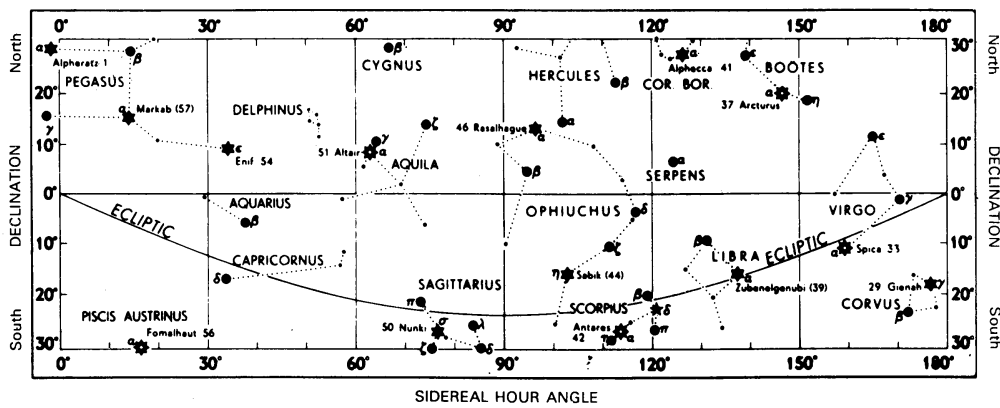 0° 30° 60° 90° 120° 150° 180°
North
30°
20°
10°
0°
10°
20°
30°
South
DECLINATION
α
Alpheratz 1
β
PEGASUS
α Markab (57)
γ
ε
Enif 54
DELPHINUS
CYGNUS
β
ζ
γ
51 Altair α
AQUILA
HERCULES
β
α
46 Rasalhague
α
β
COR. BOR.
α
Alphecca 41
ε
BOÖTES
α
37 Arcturus
η
α
SERPENS
ε
γ
VIRGO
ECLIPTIC
AQUARIUS
β
CAPRICORNUS
δ
PISCIS AUSTRINUS
Fomalhaut 56
α
SAGITTARIUS
π
σ
50 Nunki
λ
ζ
δ
OPHIUCHUS
δ
ζ
η
Sabik (44)
SCORPIUS
β
δ
Antares
42
α
π
β
LIBRA
ECLIPTIC
α
Zubenelgenubi (39)
α
Spica 33
29 Gienah
γ
CORVUS
β
North
30°
20°
10°
0°
10°
20°
30°
South
DECLINATION
0 30° 60° 90° 120° 150° 180°
SIDEREAL HOUR ANGLE